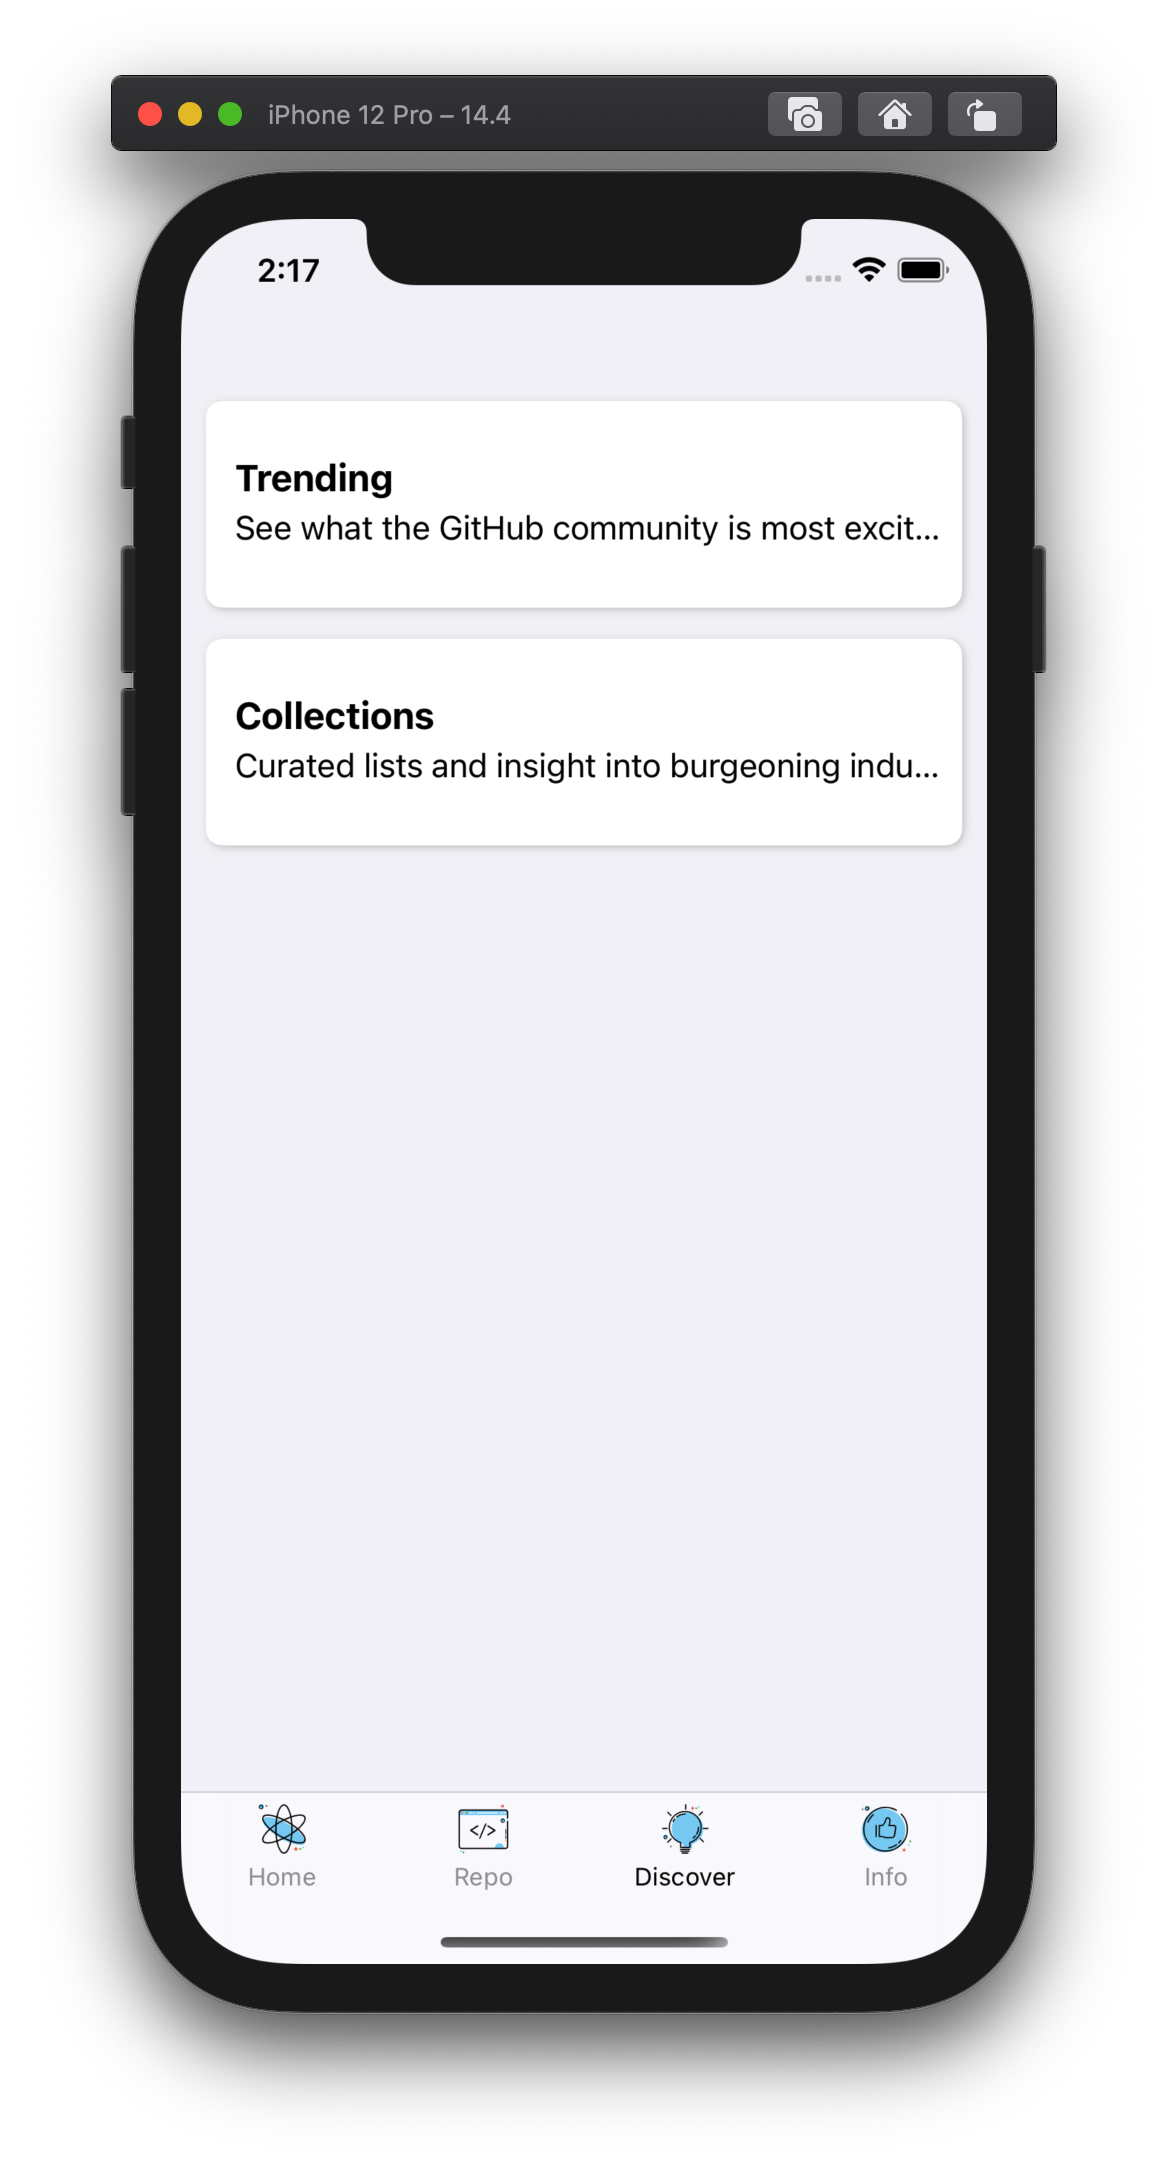 iPhone 12 Pro – 14.4
2:17
Trending
See what the GitHub community is most excit...
Collections
Curated lists and insight into burgeoning indu...
</>
Home
Repo
Discover
Info